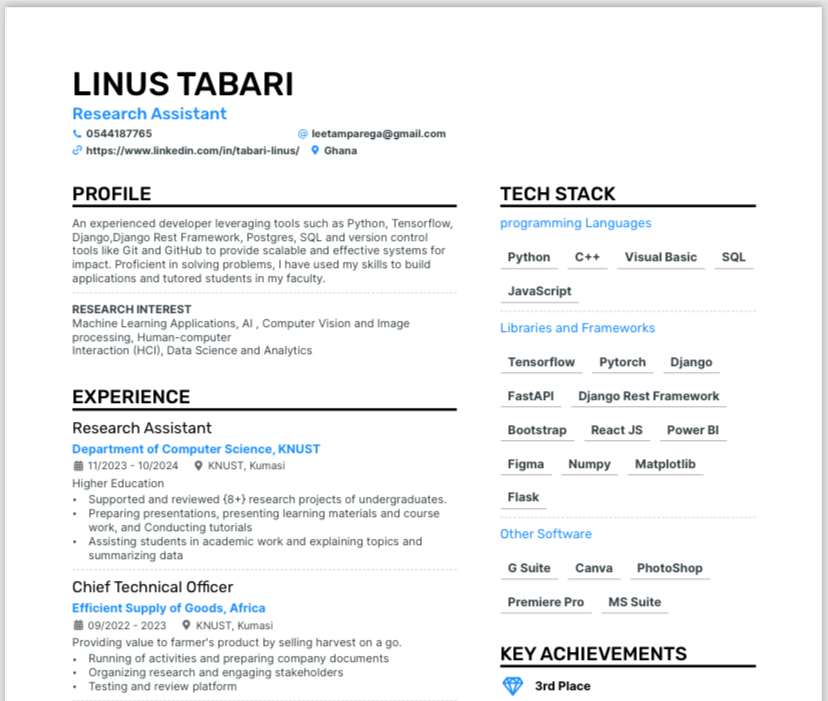 LINUS TABARI
Research Assistant
0544187765 leetamparega@gmail.com
https://www.linkedin.com/in/tabari-linus/ Ghana
PROFILE
An experienced developer leveraging tools such as Python, Tensorflow,
Django,Django Rest Framework, Postgres, SQL and version control
tools like Git and GitHub to provide scalable and effective systems for
impact. Proficient in solving problems, I have used my skills to build
applications and tutored students in my faculty.
RESEARCH INTEREST
Machine Learning Applications, AI , Computer Vision and Image
processing, Human-computer
Interaction (HCI), Data Science and Analytics
EXPERIENCE
Research Assistant
Department of Computer Science, KNUST
11/2023 - 10/2024 KNUST, Kumasi
Higher Education
• Supported and reviewed {8+} research projects of undergraduates.
• Preparing presentations, presenting learning materials and course
work, and Conducting tutorials
• Assisting students in academic work and explaining topics and
summarizing data
Chief Technical Officer
Efficient Supply of Goods, Africa
09/2022 - 2023 KNUST, Kumasi
Providing value to farmer's product by selling harvest on a go.
• Running of activities and preparing company documents
• Organizing research and engaging stakeholders
• Testing and review platform
TECH STACK
programming Languages
Python C++ Visual Basic SQL
JavaScript
Libraries and Frameworks
Tensorflow Pytorch Django
FastAPI Django Rest Framework
Bootstrap React JS Power BI
Figma Numpy Matplotlib
Flask
Other Software
G Suite Canva PhotoShop
Premiere Pro MS Suite
KEY ACHIEVEMENTS
3rd Place